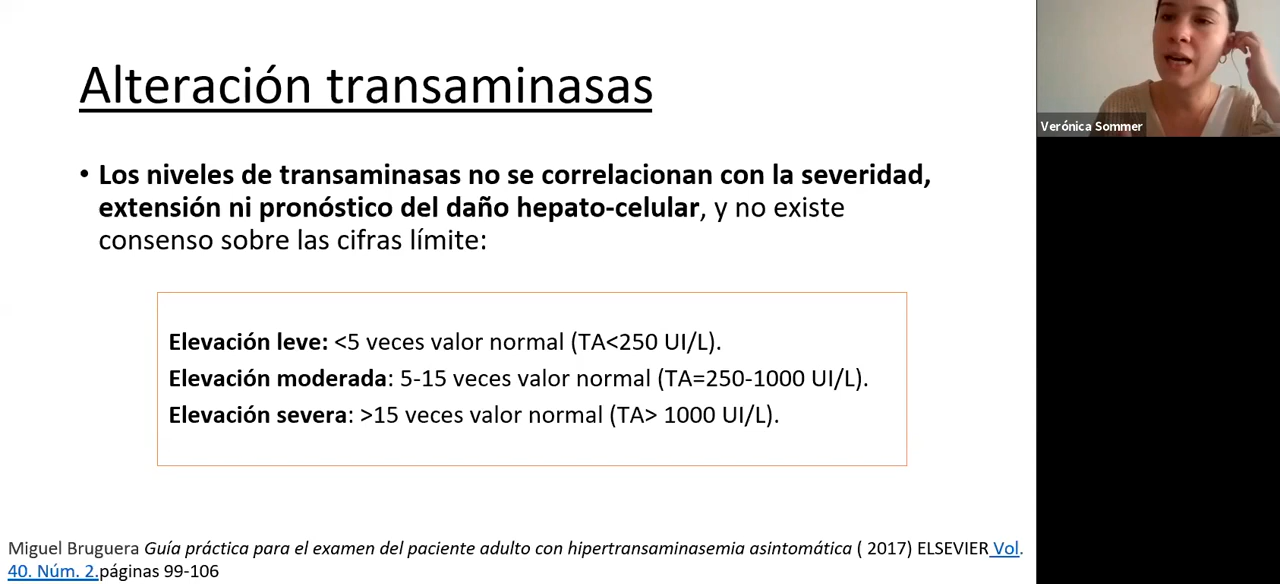 Alteración transaminasas
Verónica Sommer
• Los niveles de transaminasas no se correlacionan con la severidad,
extensión ni pronóstico del daño hepato-celular, y no existe
consenso sobre las cifras límite:
Elevación leve: <5 veces valor normal (TA<250 UI/L).
Elevación moderada: 5-15 veces valor normal (TA=250-1000 UI/L).
Elevación severa: >15 veces valor normal (TA> 1000 UI/L).
Miguel Bruguera Guía práctica para el examen del paciente adulto con hipertransaminasemia asintomática ( 2017) ELSEVIER Vol.
40. Núm. 2.páginas 99-106